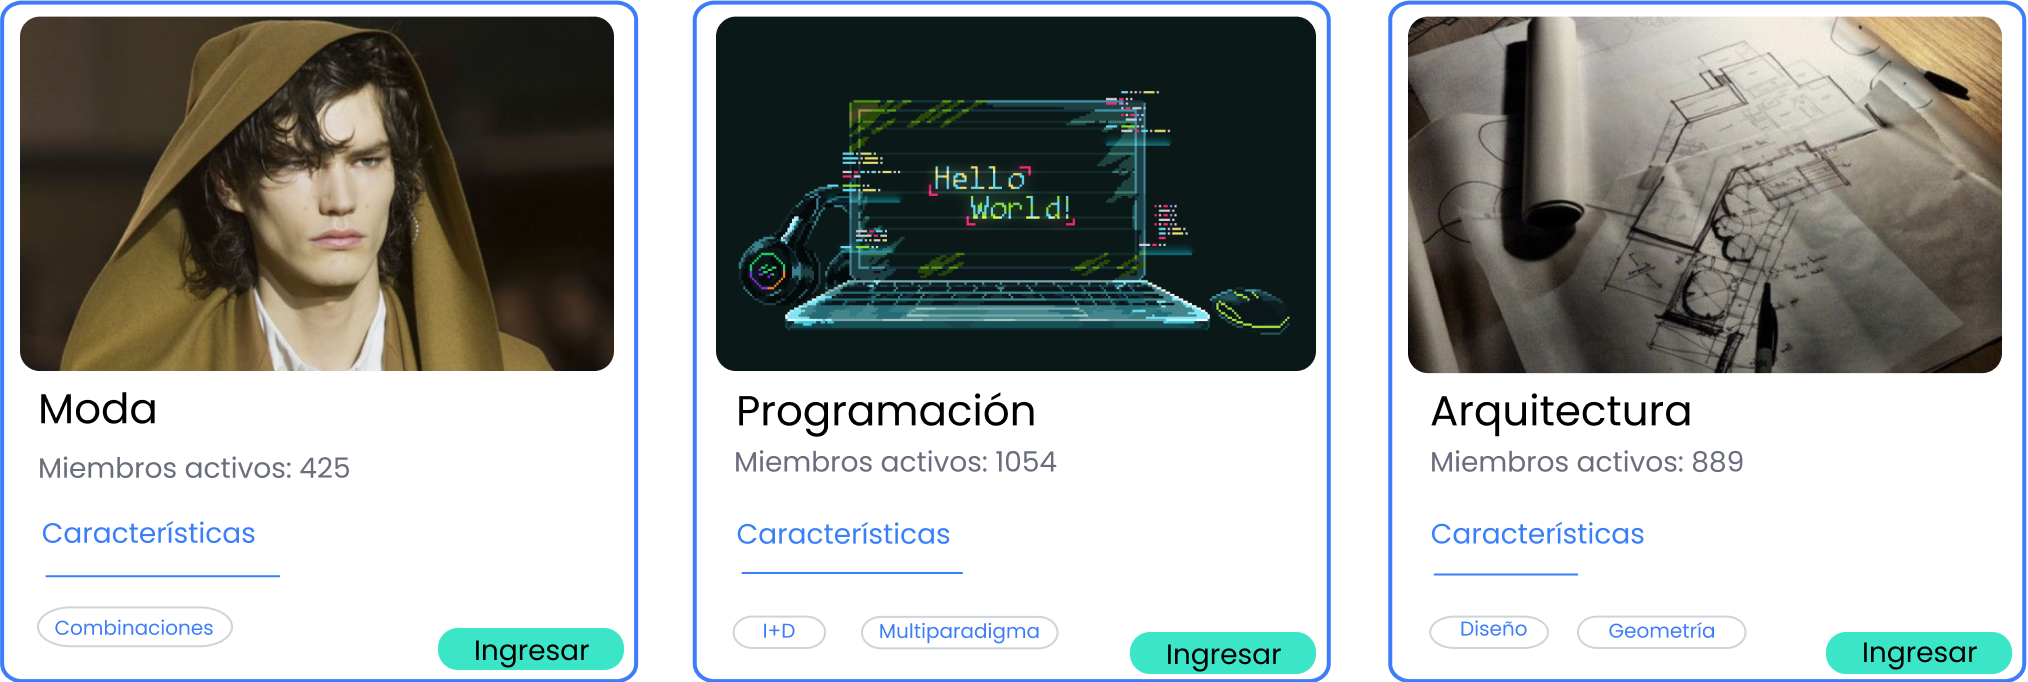 Moda
Miembros activos: 425
Características
Combinaciones
Ingresar
Hello
World!
Programación
Miembros activos: 1054
Características
I+D
Multiparadigma
Ingresar
Arquitectura
Miembros activos: 889
Características
Diseño
Geometría
Ingresar